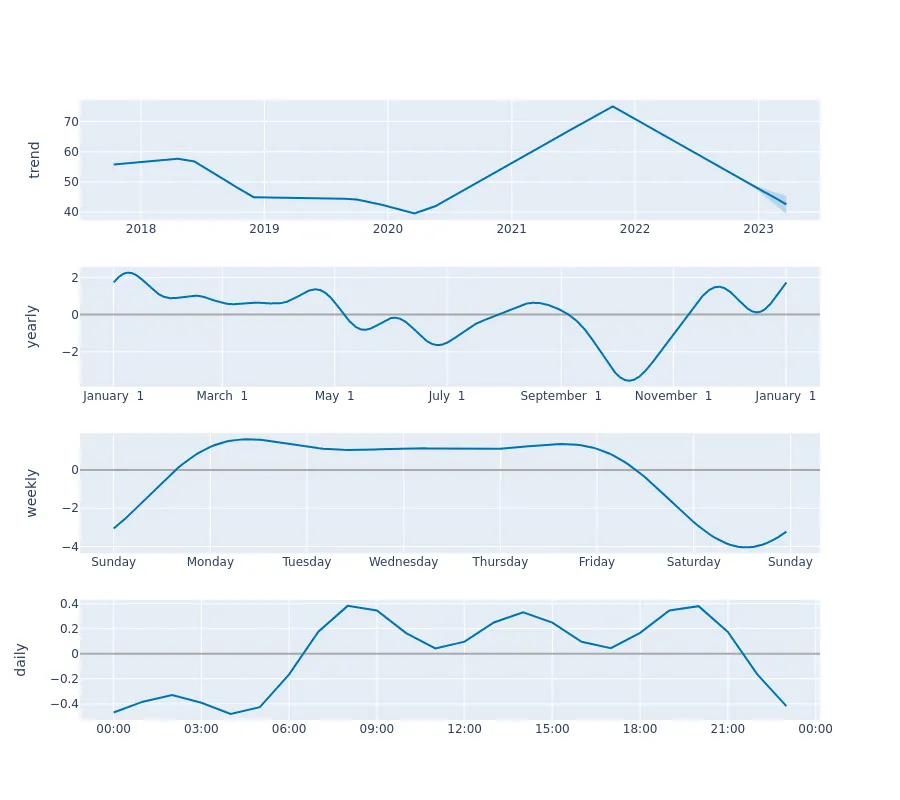 trend
70
60
50
40
2018 2019 2020 2021 2022 2023
yearly
2
0
−2
January 1 March 1 May 1 July 1 September 1 November 1 January 1
weekly
0
−2
−4
Sunday Monday Tuesday Wednesday Thursday Friday Saturday Sunday
daily
0.4
0.2
0
−0.2
−0.4
00:00 03:00 06:00 09:00 12:00 15:00 18:00 21:00 00:00